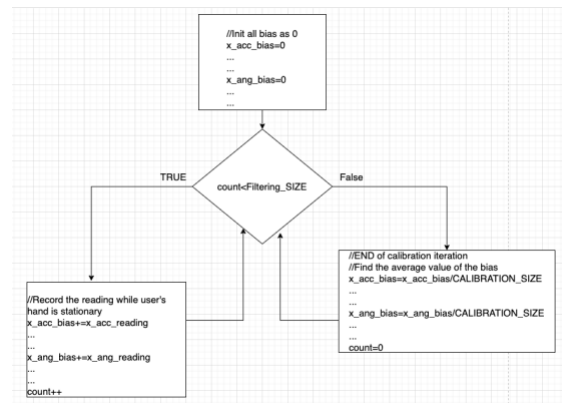 //Init all bias as 0
x_acc_bias=0
...
...
x_ang_bias=0
...
...
TRUE
count<Filtering_SIZE
False
//Record the reading while user's
hand is stationary
x_acc_bias+=x_acc_reading
...
...
x_ang_bias+=x_ang_reading
...
...
count++
//END of calibration iteration
//Find the average value of the bias
x_acc_bias=x_acc_bias/CALIBRATION_SIZE
...
...
x_ang_bias=x_ang_bias/CALIBRATION_SIZE
...
...
count=0